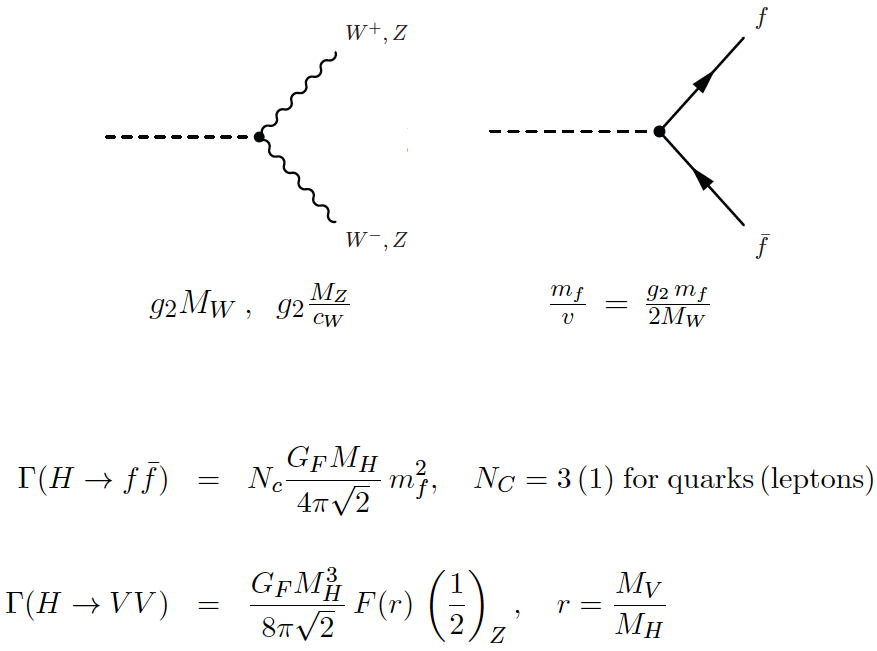 W⁺, Z
f
W⁻, Z
f̄
g₂M_W , g₂ M_Z/c_W
m_f/v = g₂ m_f/2M_W
Γ(H → f f̄) = N_c G_F M_H/4π√2 m_f², N_C = 3 (1) for quarks (leptons)
Γ(H → VV) = G_F M_H³/8π√2 F(r) (1/2)_Z , r = M_V/M_H